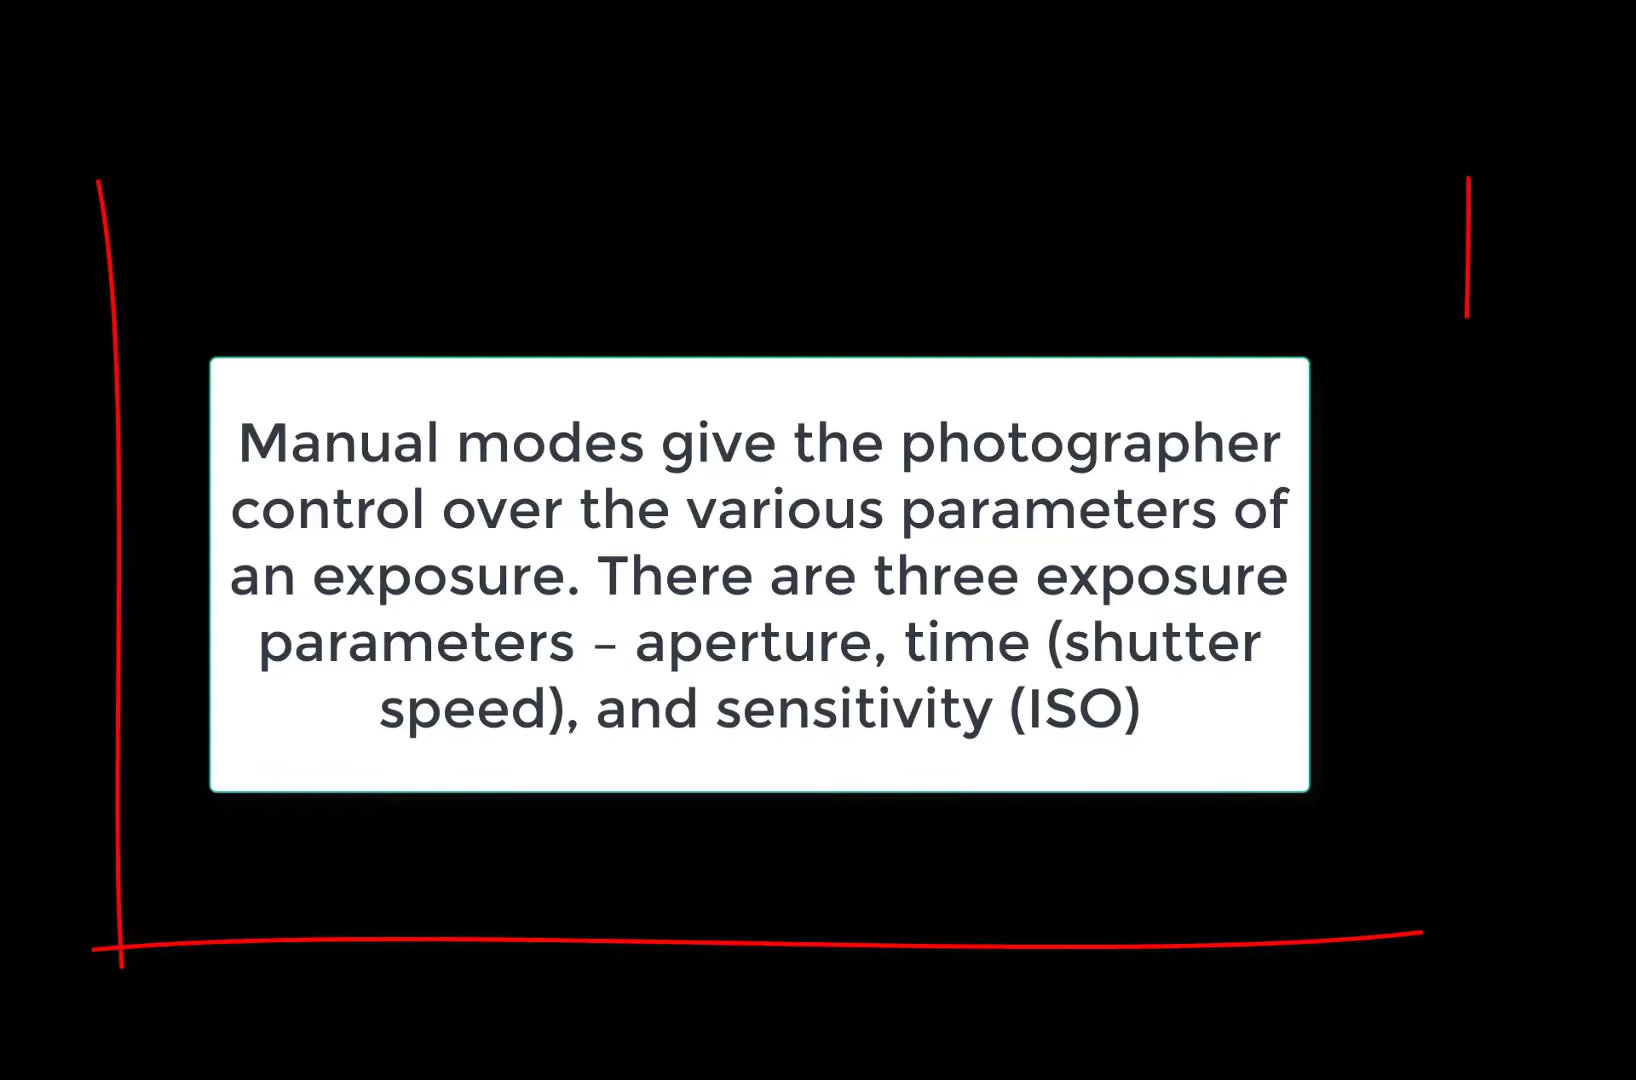 Manual modes give the photographer
control over the various parameters of
an exposure. There are three exposure
parameters – aperture, time (shutter
speed), and sensitivity (ISO)